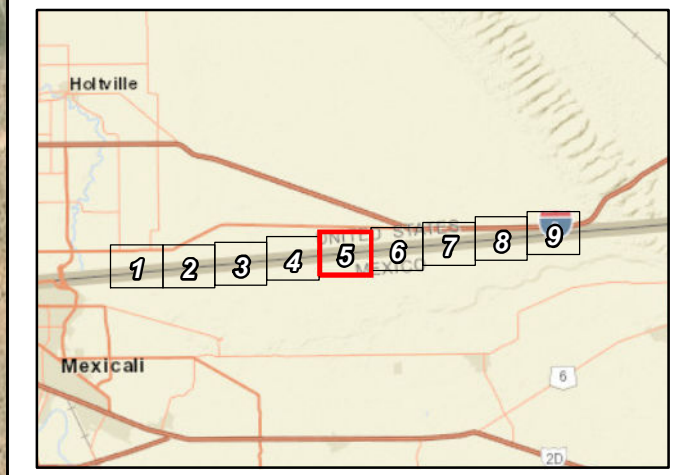 Holtville
UNITED STATES
1 2 3 4 5 6 7 8 9
MEXICO
Mexicali
6
2D